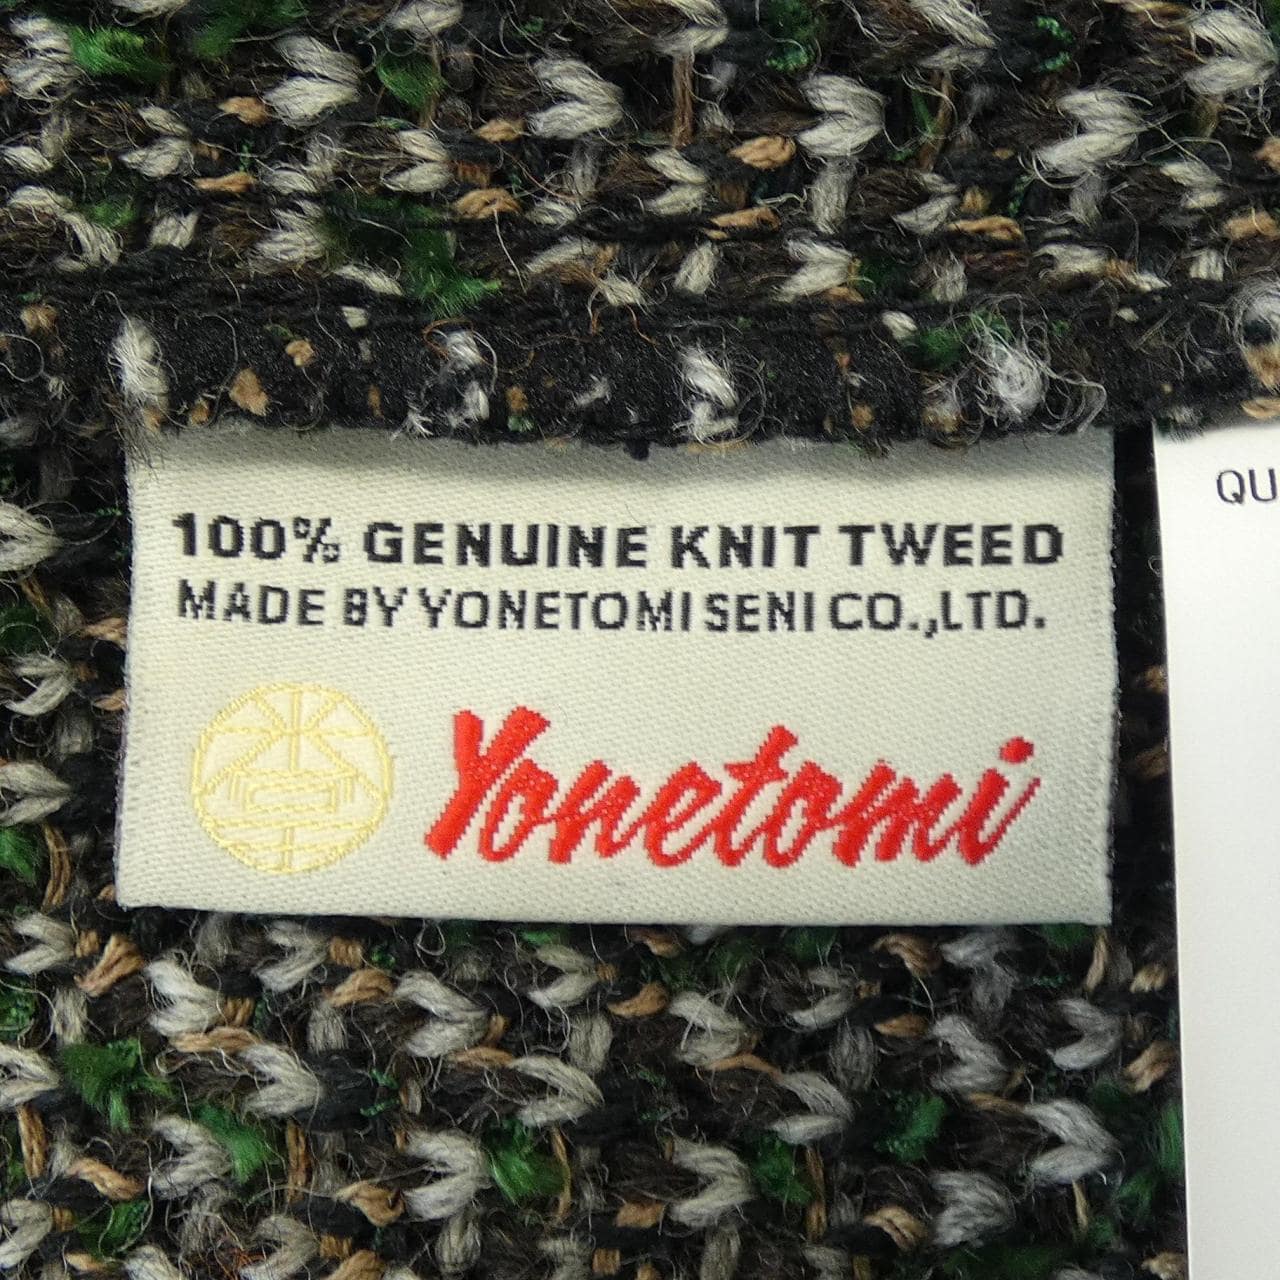 100% GENUINE KNIT TWEED
MADE BY YONETOMI SENI CO.,LTD.
Yonetomi
QU